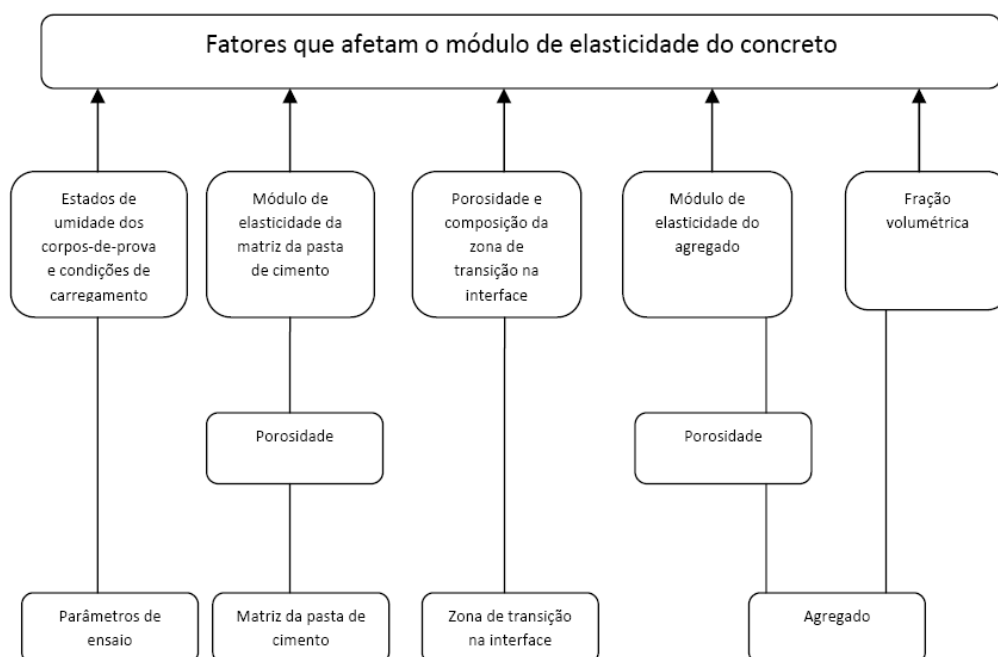 Fatores que afetam o módulo de elasticidade do concreto
Estados de
umidade dos
corpos-de-prova
e condições de
carregamento
Módulo de
elasticidade da
matriz da pasta
de cimento
Porosidade e
composição da
zona de
transição na
interface
Módulo de
elasticidade do
agregado
Fração
volumétrica
Porosidade
Porosidade
Parâmetros de
ensaio
Matriz da pasta de
cimento
Zona de transição
na interface
Agregado